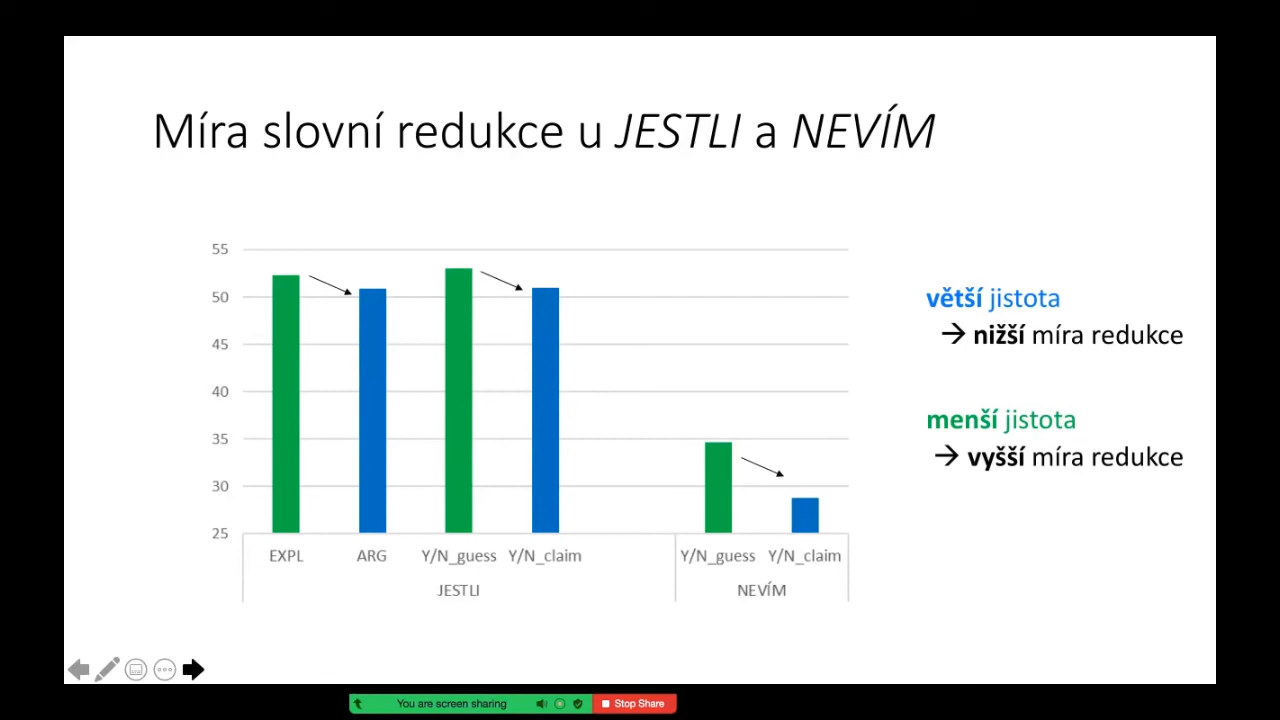 Míra slovní redukce u JESTLI a NEVÍM
55
50
45
40
35
30
25
EXPL ARG Y/N_guess Y/N_claim Y/N_guess Y/N_claim
JESTLI NEVÍM
větší jistota
→ nižší míra redukce
menší jistota
→ vyšší míra redukce
You are screen sharing Stop Share